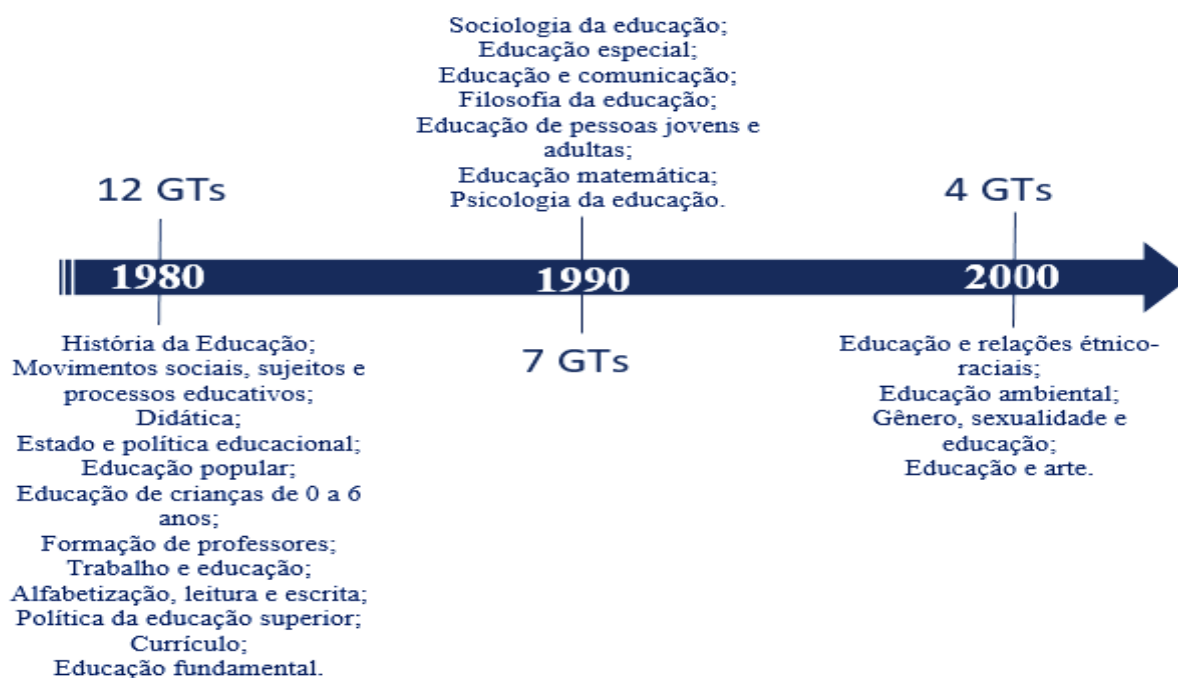 Sociologia da educação;
Educação especial;
Educação e comunicação;
Filosofia da educação;
Educação de pessoas jovens e
adultas;
Educação matemática;
Psicologia da educação.
12 GTs
4 GTs
1980
1990
2000
História da Educação;
Movimentos sociais, sujeitos e
processos educativos;
Didática;
Estado e política educacional;
Educação popular;
Educação de crianças de 0 a 6
anos;
Formação de professores;
Trabalho e educação;
Alfabetização, leitura e escrita;
Política da educação superior;
Currículo;
Educação fundamental.
7 GTs
Educação e relações étnico-
raciais;
Educação ambiental;
Gênero, sexualidade e
educação;
Educação e arte.